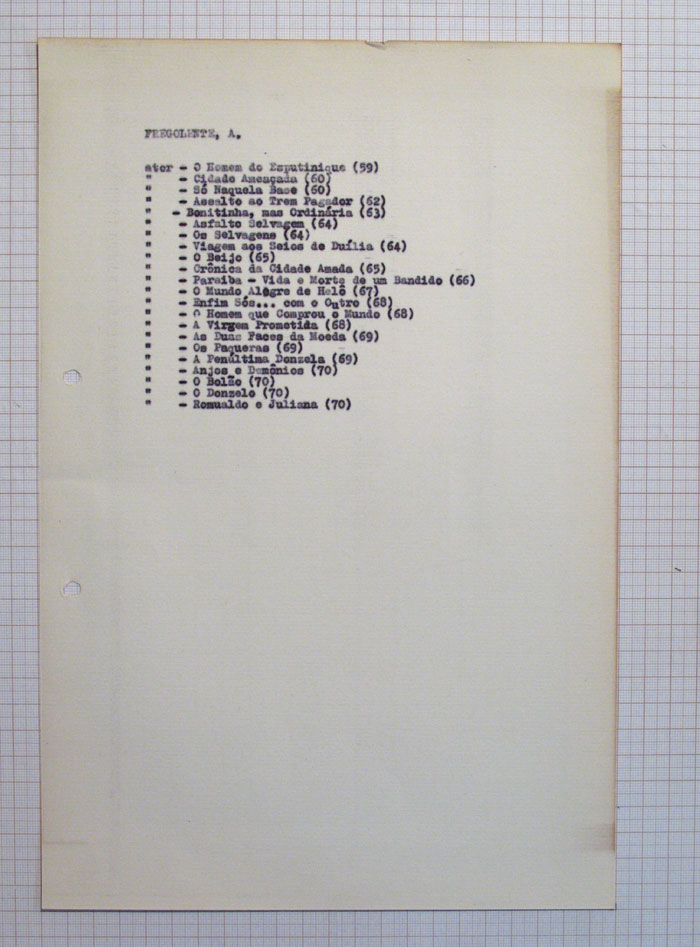 FREGOLENTE, A.
ator - O Homem do Esputinique (59)
" - Cidade Ameaçada (60)
" - Só Naquela Base (60)
" - Assalto ao Trem Pagador (62)
" - Bonitinha, mas Ordinária (63)
" - Asfalto Selvagem (64)
" - Os Selvagens (64)
" - Viagem aos Seios de Duília (64)
" - O Beijo (65)
" - Crônica da Cidade Amada (65)
" - Paraiba - Vida e Morte de um Bandido (66)
" - O Mundo Alegre de Helô (67)
" - Enfim Sós... com o Outro (68)
" - O Homem que Comprou o Mundo (68)
" - A Virgem Prometida (68)
" - As Duas Faces da Moeda (69)
" - Os Paqueras (69)
" - A Penúltima Donzela (69)
" - Anjos e Demônios (70)
" - O Bolão (70)
" - O Donzelo (70)
" - Romualdo e Juliana (70)